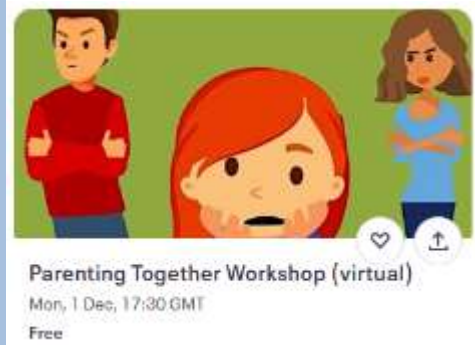 Parenting Together Workshop (virtual)
Mon, 1 Dec, 17:30 GMT
Free